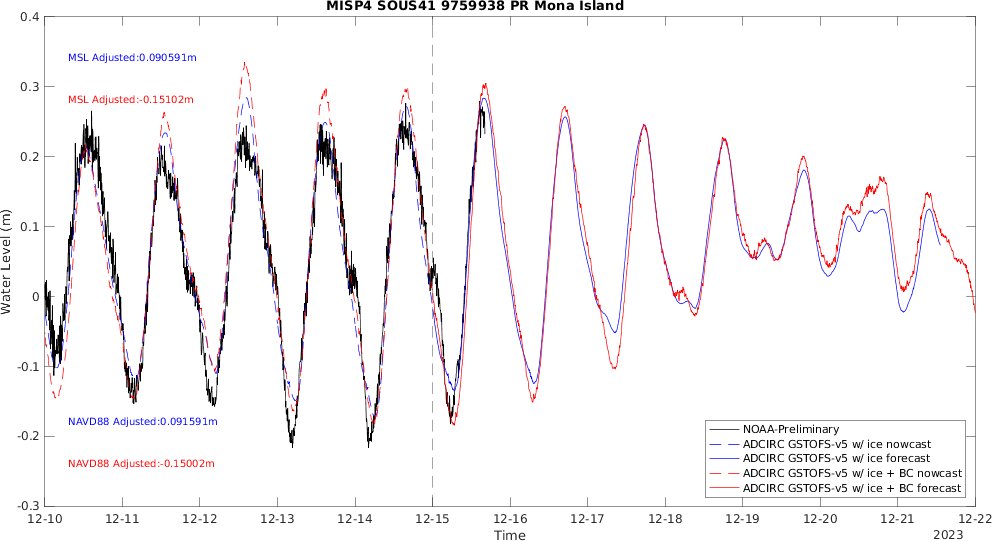 MISP4 SOUS41 9759938 PR Mona Island
0.4
0.3
0.2
0.1
0
-0.1
-0.2
-0.3
Water Level (m)
MSL Adjusted:0.090591m
MSL Adjusted:-0.15102m
NAVD88 Adjusted:0.091591m
NAVD88 Adjusted:-0.15002m
NOAA-Preliminary
ADCIRC GSTOFS-v5 w/ ice nowcast
ADCIRC GSTOFS-v5 w/ ice forecast
ADCIRC GSTOFS-v5 w/ ice + BC nowcast
ADCIRC GSTOFS-v5 w/ ice + BC forecast
12-10 12-11 12-12 12-13 12-14 12-15 12-16 12-17 12-18 12-19 12-20 12-21 12-22
Time
2023